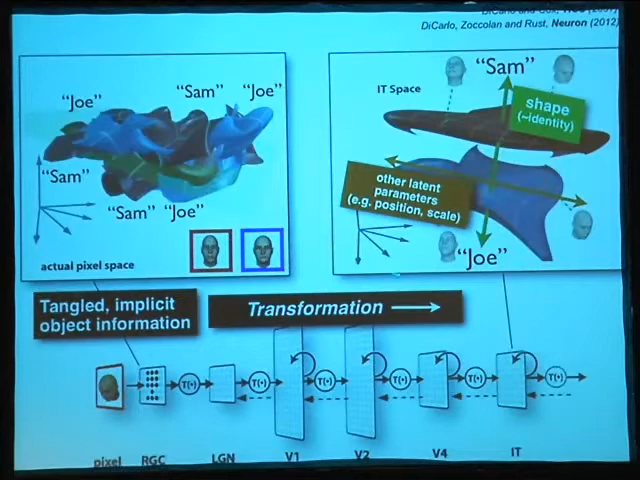 DiCarlo, Zoccolan and Rust, Neuron (2012)
"Joe"
"Sam"
"Joe"
"Sam"
"Sam"
"Joe"
actual pixel space
"Sam"
IT Space
shape
(~identity)
other latent
parameters
(e.g. position, scale)
"Joe"
Tangled, implicit
object information
Transformation
T(•)
T(•)
T(•)
T(•)
T(•)
T(•)
pixel
RGC
LGN
V1
V2
V4
IT